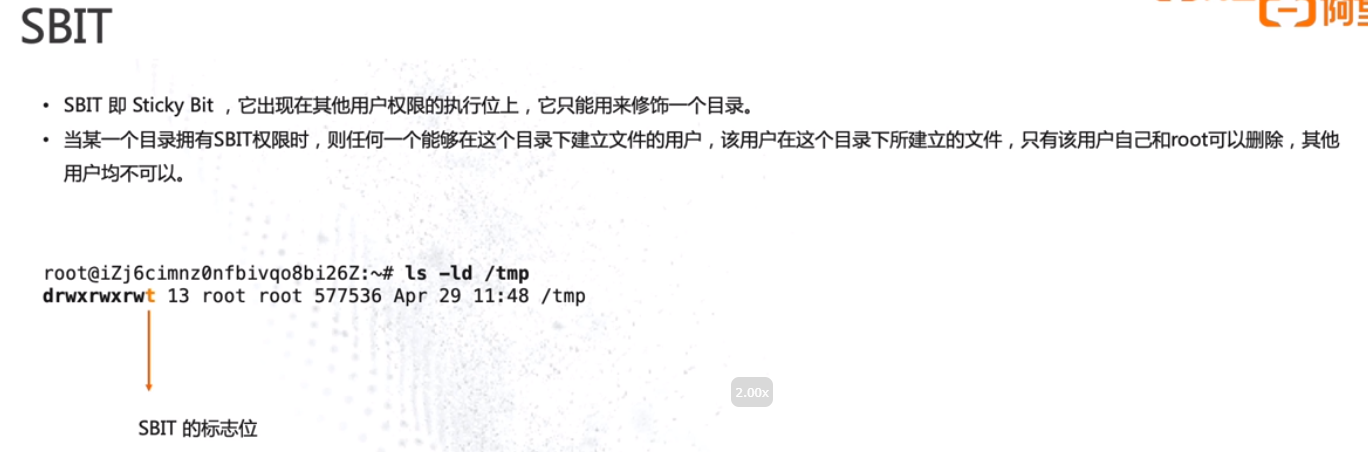 SBIT
阿里
• SBIT 即 Sticky Bit ，它出现在其他用户权限的执行位上，它只能用来修饰一个目录。
• 当某一个目录拥有SBIT权限时，则任何一个能够在这个目录下建立文件的用户，该用户在这个目录下所建立的文件，只有该用户自己和root可以删除，其他
用户均不可以。
root@iZj6cimnz0nfbivqo8bi26Z:~# ls -ld /tmp
drwxrwxrwt 13 root root 577536 Apr 29 11:48 /tmp
2.00x
SBIT 的标志位